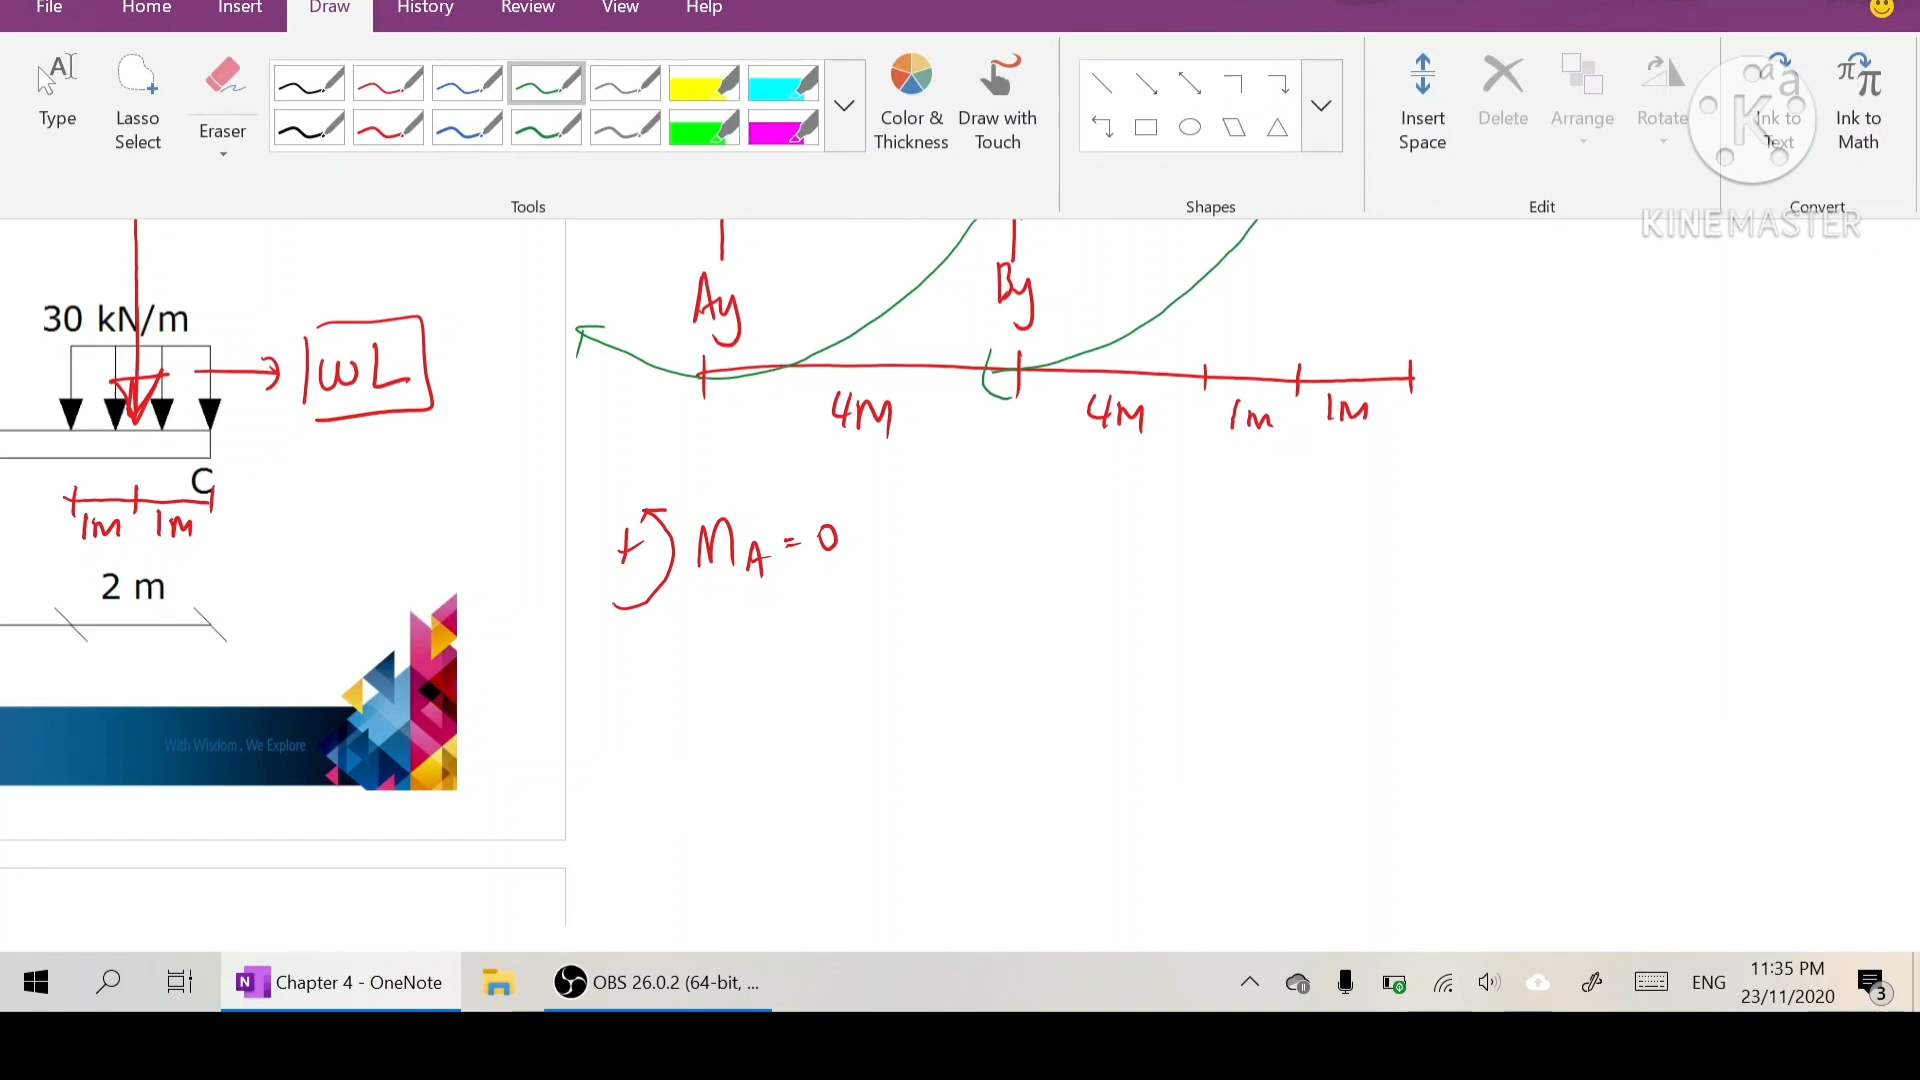 File Home Insert Draw History Review View Help
Type
Lasso Select
Eraser
Color & Thickness
Draw with Touch
Insert Space
Delete
Arrange
Rotate
Ink to Text
Ink to Math
Tools
Shapes
Edit
Convert
K
KINEMASTER
30 kN/m
WL
C
1m 1m
2 m
With Wisdom, We Explore
Ay By
4M 4M 1m 1M
+ MA = 0
Chapter 4 - OneNote
OBS 26.0.2 (64-bit, ...
ENG
11:35 PM
23/11/2020
3